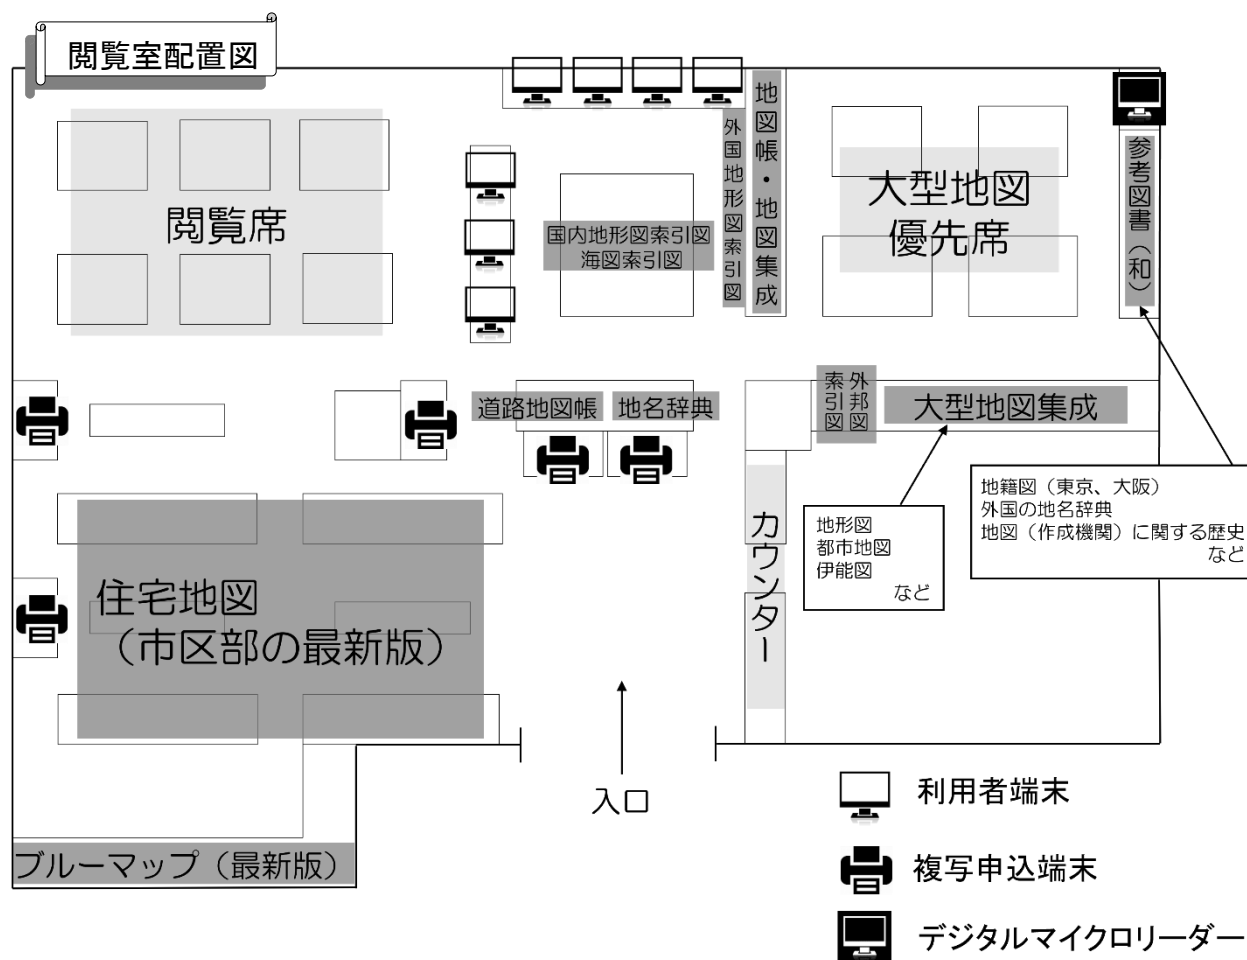 閲覧室配置図
閲覧席
国内地形図索引図
海図索引図
外国地形図索引図
地図帳・地図集成
大型地図
優先席
参考図書（和）
道路地図帳
地名辞典
外邦図
索引図
大型地図集成
地形図
都市地図
伊能図
など
地籍図（東京、大阪）
外国の地名辞典
地図（作成機関）に関する歴史
など
カウンター
住宅地図
（市区部の最新版）
入口
ブルーマップ（最新版）
利用者端末
複写申込端末
デジタルマイクロリーダー